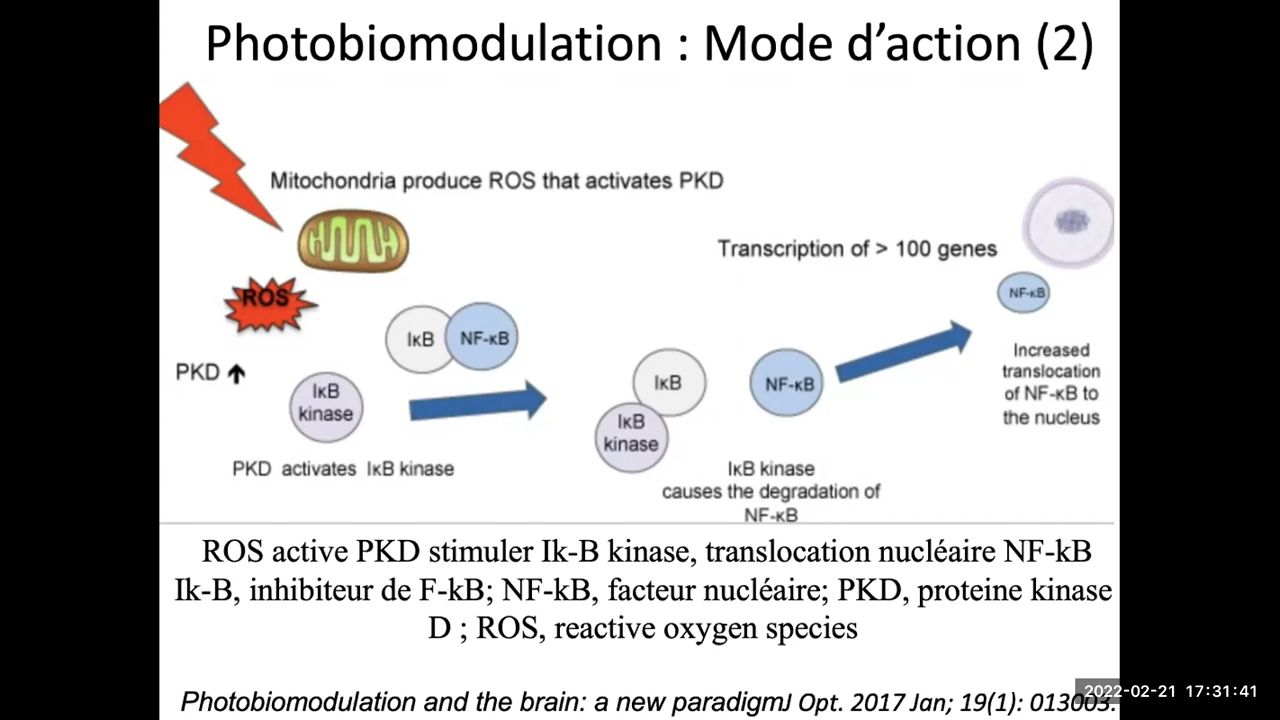 Photobiomodulation : Mode d’action (2)
Mitochondria produce ROS that activates PKD
Transcription of > 100 genes
ROS
NF-κB
IκB
NF-κB
Increased
translocation
of NF-κB to
the nucleus
PKD
IκB
kinase
IκB
NF-κB
IκB
kinase
PKD activates IκB kinase
IκB kinase
causes the degradation of
NF-κB
ROS active PKD stimuler Ik-B kinase, translocation nucléaire NF-kB
Ik-B, inhibiteur de F-kB; NF-kB, facteur nucléaire; PKD, proteine kinase
D ; ROS, reactive oxygen species
Photobiomodulation and the brain: a new paradigmJ Opt. 2017 Jan; 19(1): 013003.
2022-02-21 17:31:41